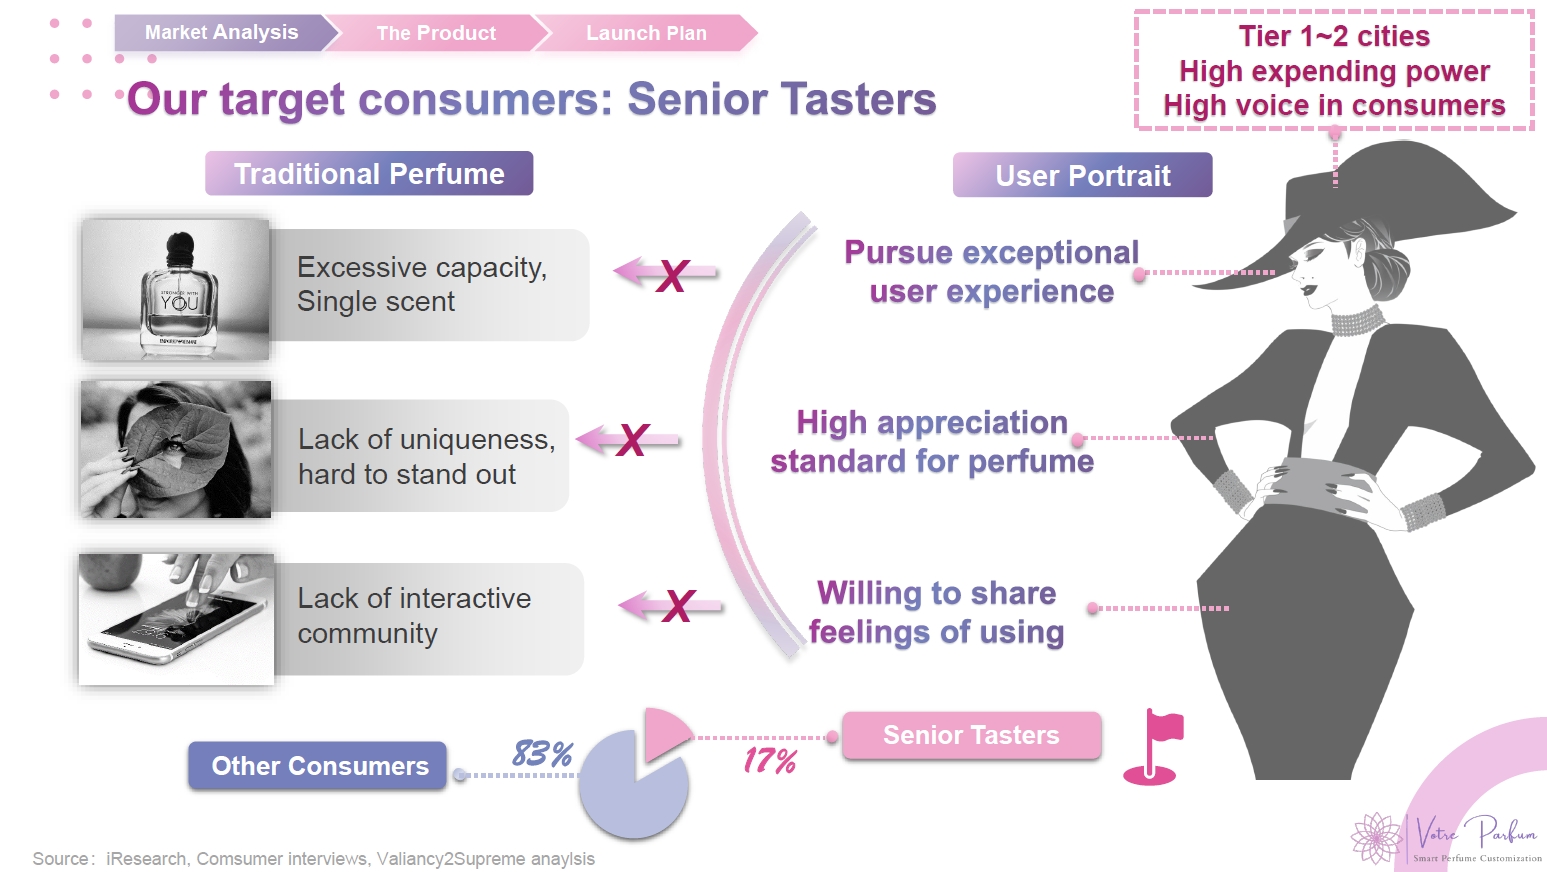 Market Analysis
The Product
Launch Plan
Tier 1~2 cities
High expending power
High voice in consumers
Our target consumers: Senior Tasters
Traditional Perfume
User Portrait
STRONGER WITH
YOU
EMPORIO ARMANI
Excessive capacity,
Single scent
X
Pursue exceptional
user experience
Lack of uniqueness,
hard to stand out
X
High appreciation
standard for perfume
Lack of interactive
community
X
Willing to share
feelings of using
Other Consumers
83%
17%
Senior Tasters
Votre Parfum
Smart Perfume Customization
Source：iResearch, Comsumer interviews, Valiancy2Supreme anaylsis